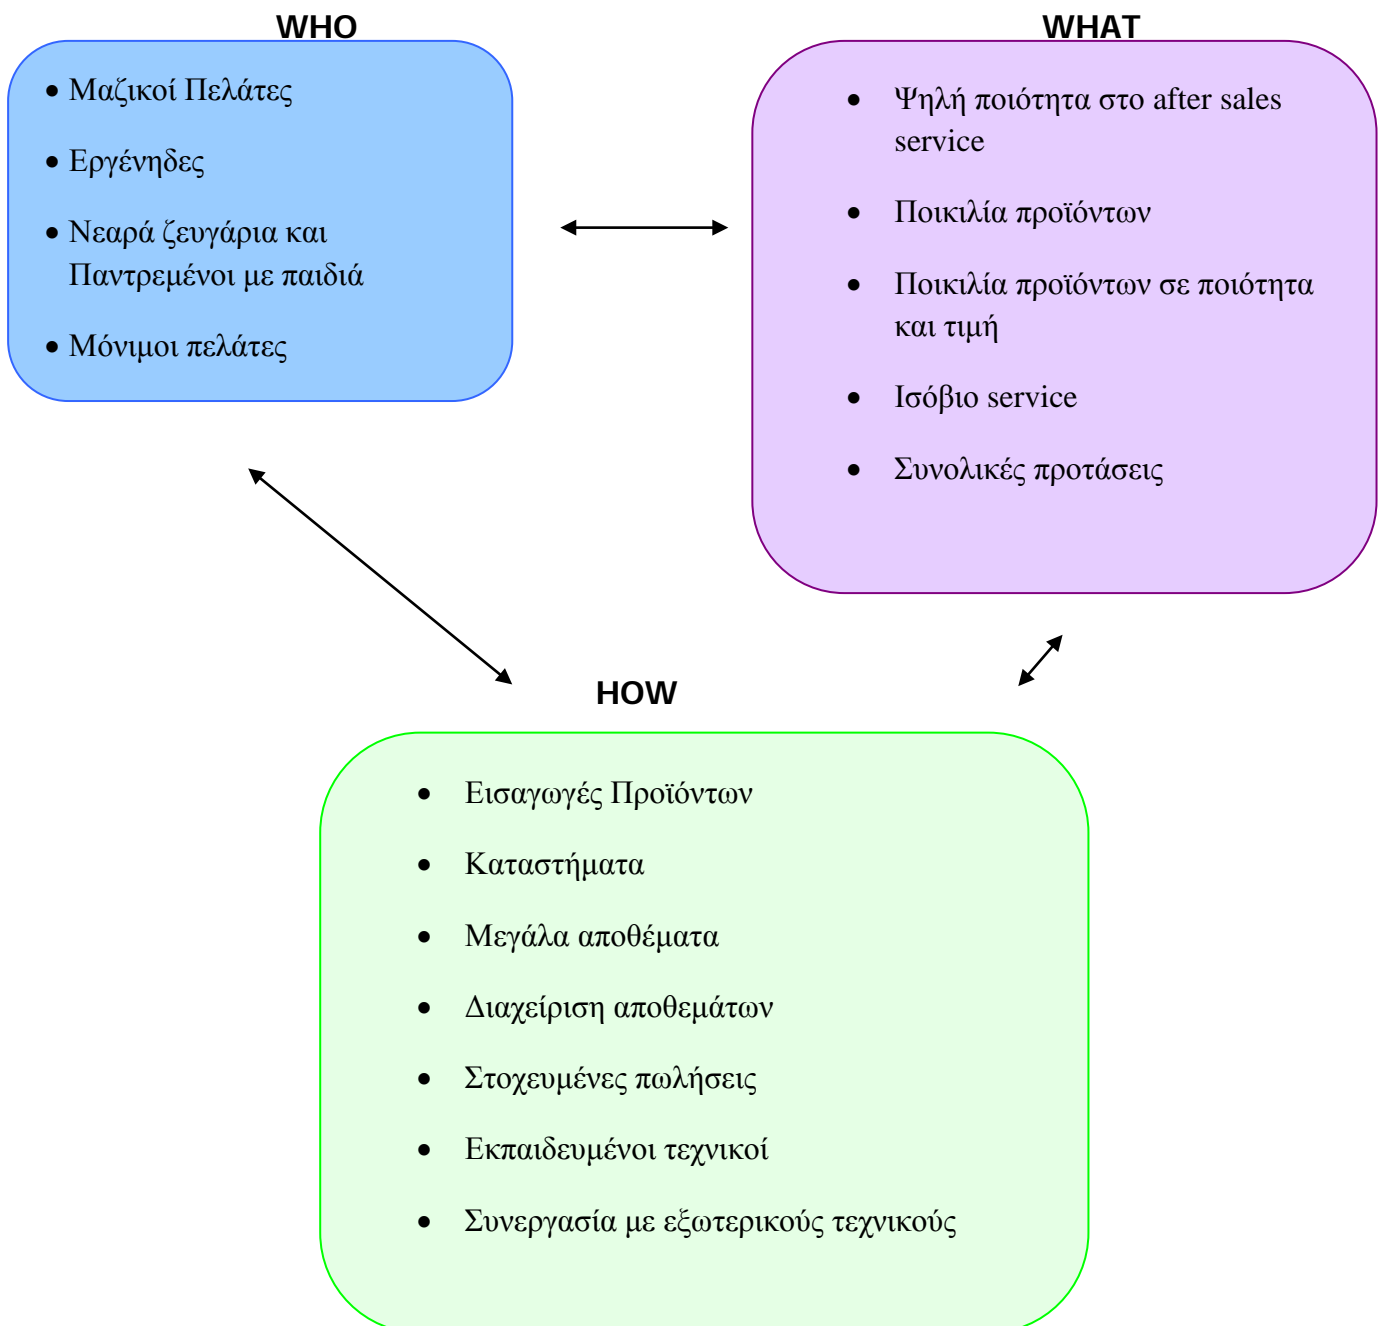 WHO
• Μαζικοί Πελάτες
• Εργένηδες
• Νεαρά ζευγάρια και
Παντρεμένοι με παιδιά
• Μόνιμοι πελάτες
WHAT
• Ψηλή ποιότητα στο after sales
service
• Ποικιλία προϊόντων
• Ποικιλία προϊόντων σε ποιότητα
και τιμή
• Ισόβιο service
• Συνολικές προτάσεις
HOW
• Εισαγωγές Προϊόντων
• Καταστήματα
• Μεγάλα αποθέματα
• Διαχείριση αποθεμάτων
• Στοχευμένες πωλήσεις
• Εκπαιδευμένοι τεχνικοί
• Συνεργασία με εξωτερικούς τεχνικούς